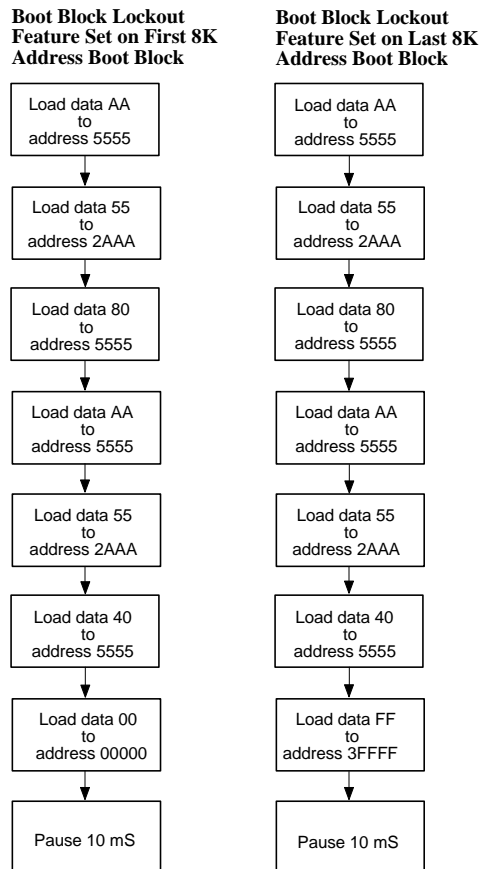 Boot Block Lockout
Feature Set on First 8K
Address Boot Block
Load data AA
to
address 5555
Load data 55
to
address 2AAA
Load data 80
to
address 5555
Load data AA
to
address 5555
Load data 55
to
address 2AAA
Load data 40
to
address 5555
Load data 00
to
address 00000
Pause 10 mS
Boot Block Lockout
Feature Set on Last 8K
Address Boot Block
Load data AA
to
address 5555
Load data 55
to
address 2AAA
Load data 80
to
address 5555
Load data AA
to
address 5555
Load data 55
to
address 2AAA
Load data 40
to
address 5555
Load data FF
to
address 3FFFF
Pause 10 mS